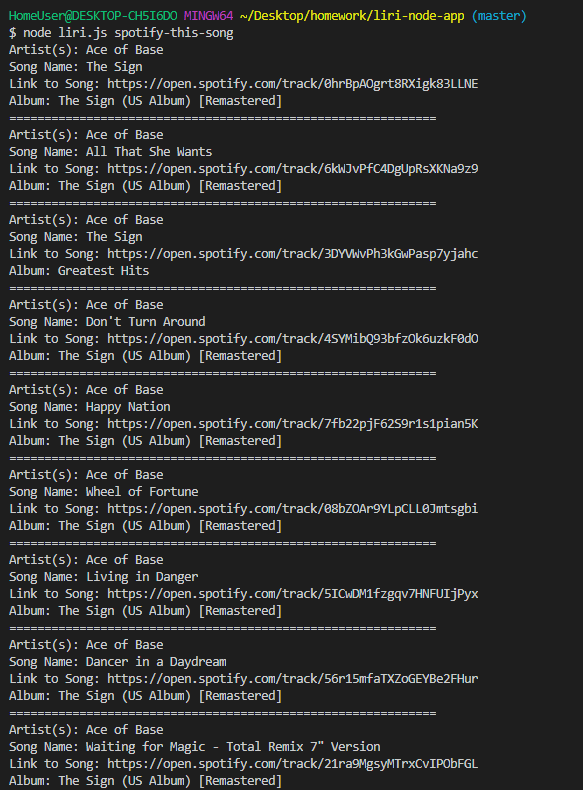 HomeUser@DESKTOP-CH5I6DO MINGW64 ~/Desktop/homework/liri-node-app (master)
$ node liri.js spotify-this-song
Artist(s): Ace of Base
Song Name: The Sign
Link to Song: https://open.spotify.com/track/0hrBpAOgrt8RXigk83LLNE
Album: The Sign (US Album) [Remastered]
=============================================================
Artist(s): Ace of Base
Song Name: All That She Wants
Link to Song: https://open.spotify.com/track/6kWJvPfC4DgUpRsXKNa9z9
Album: The Sign (US Album) [Remastered]
=============================================================
Artist(s): Ace of Base
Song Name: The Sign
Link to Song: https://open.spotify.com/track/3DYVWvPh3kGwPasp7yjahc
Album: Greatest Hits
=============================================================
Artist(s): Ace of Base
Song Name: Don't Turn Around
Link to Song: https://open.spotify.com/track/4SYMibQ93bfzOk6uzkF0dO
Album: The Sign (US Album) [Remastered]
=============================================================
Artist(s): Ace of Base
Song Name: Happy Nation
Link to Song: https://open.spotify.com/track/7fb22pjF62S9r1s1pian5K
Album: The Sign (US Album) [Remastered]
=============================================================
Artist(s): Ace of Base
Song Name: Wheel of Fortune
Link to Song: https://open.spotify.com/track/08bZOAr9YLpCLL0Jmtsgbi
Album: The Sign (US Album) [Remastered]
=============================================================
Artist(s): Ace of Base
Song Name: Living in Danger
Link to Song: https://open.spotify.com/track/5ICwDM1fzgqv7HNFUIjPyx
Album: The Sign (US Album) [Remastered]
=============================================================
Artist(s): Ace of Base
Song Name: Dancer in a Daydream
Link to Song: https://open.spotify.com/track/56r15mfaTXZoGEYBe2FHur
Album: The Sign (US Album) [Remastered]
=============================================================
Artist(s): Ace of Base
Song Name: Waiting for Magic - Total Remix 7" Version
Link to Song: https://open.spotify.com/track/21ra9MgsyMTrxCvIPObFGL
Album: The Sign (US Album) [Remastered]